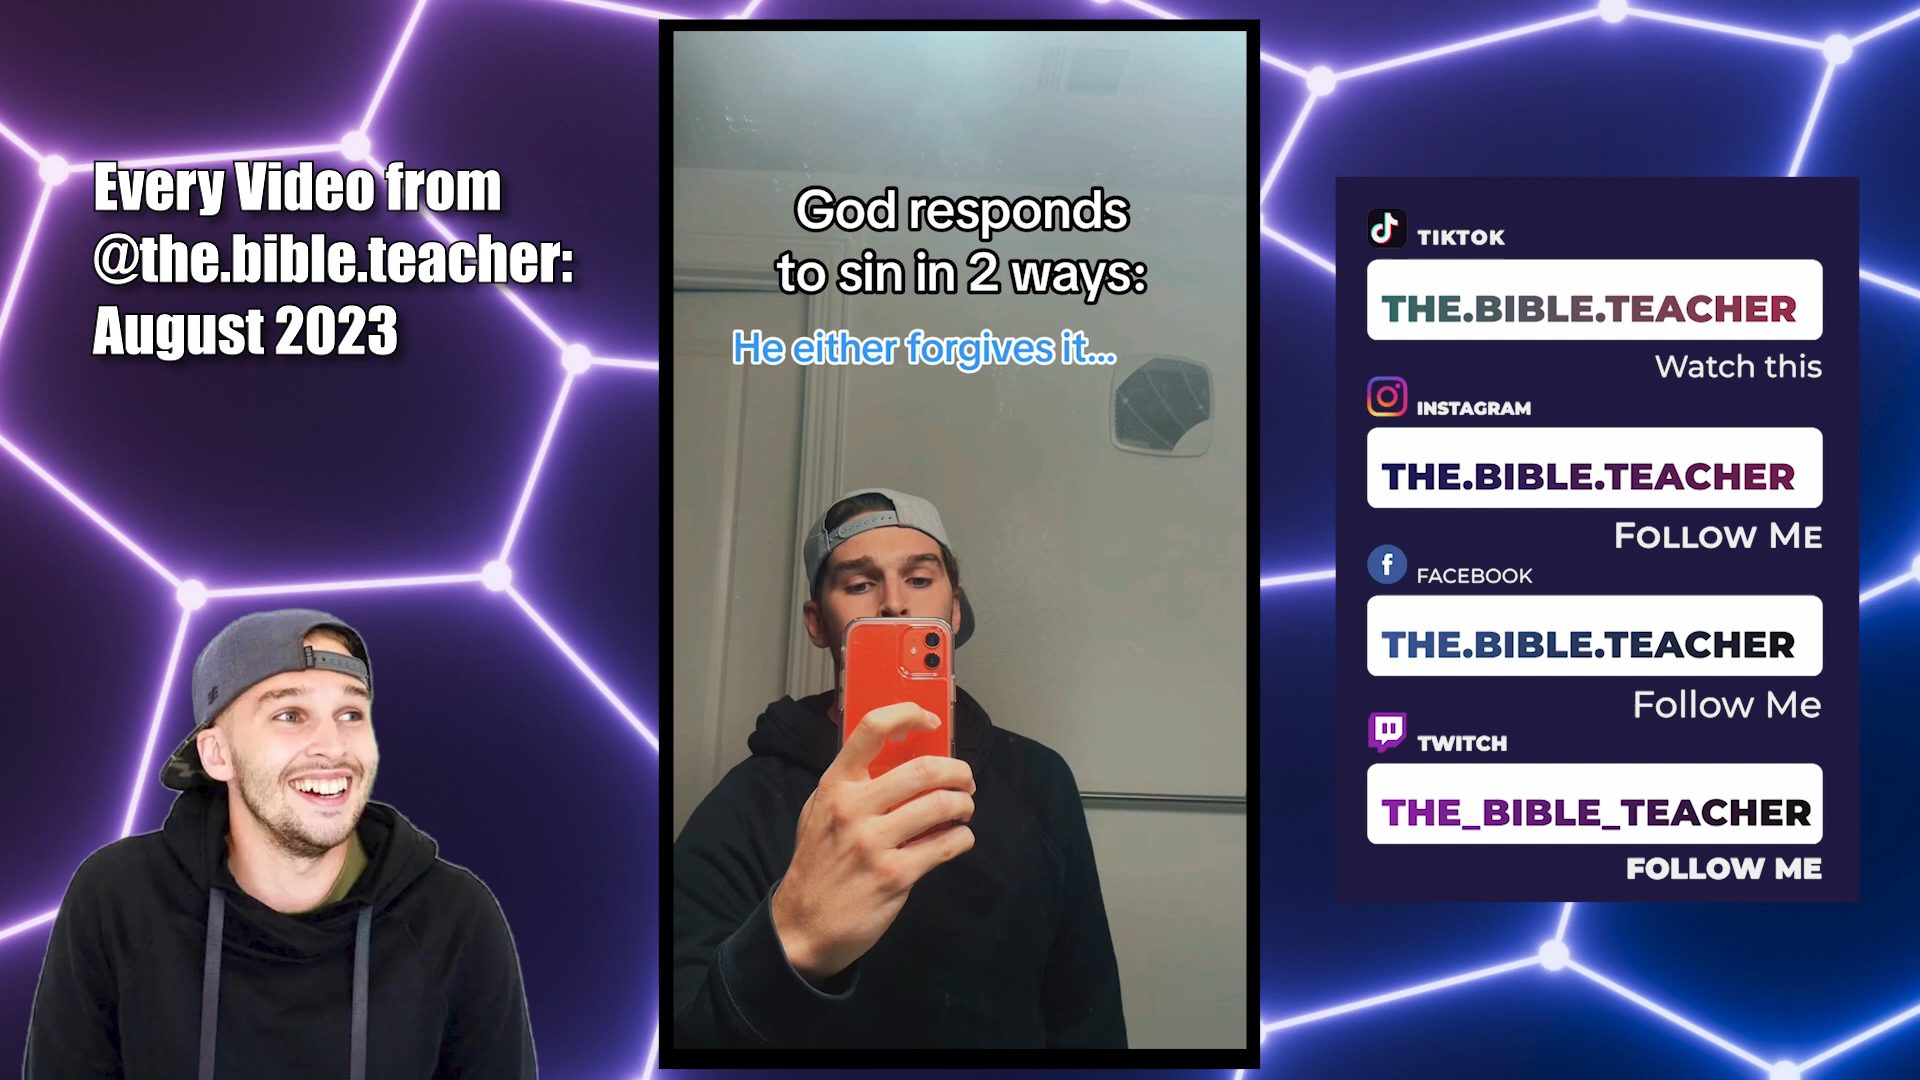 Every Video from
@the.bible.teacher:
August 2023
God responds
to sin in 2 ways:
He either forgives it...
TIKTOK
THE.BIBLE.TEACHER
Watch this
INSTAGRAM
THE.BIBLE.TEACHER
FOLLOW ME
FACEBOOK
THE.BIBLE.TEACHER
Follow Me
TWITCH
THE_BIBLE_TEACHER
FOLLOW ME